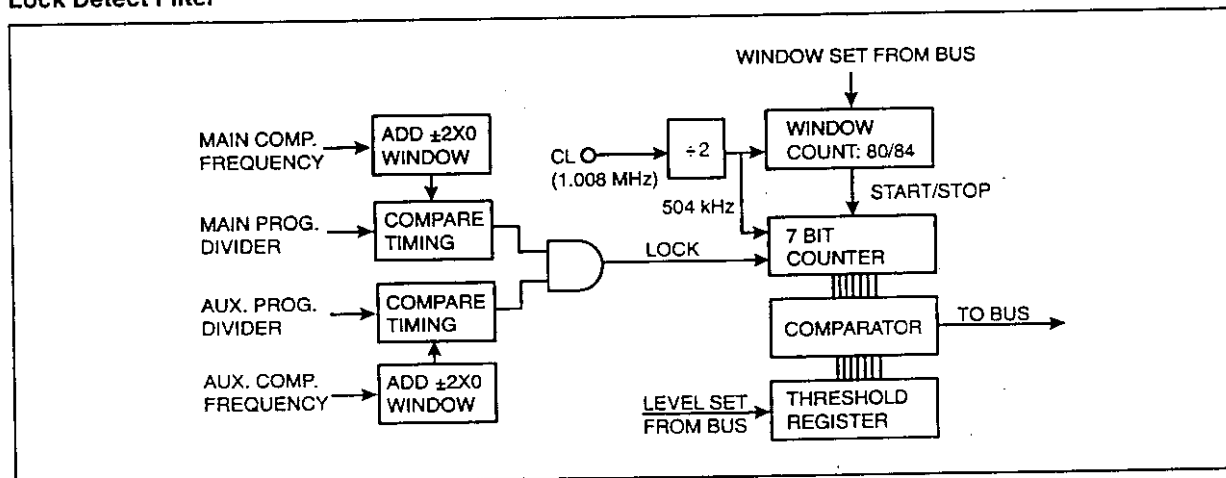 Lock Detect Filter
MAIN COMP.
FREQUENCY
ADD ±2X0
WINDOW
MAIN PROG.
DIVIDER
COMPARE
TIMING
AUX. PROG.
DIVIDER
COMPARE
TIMING
AUX. COMP.
FREQUENCY
ADD ±2X0
WINDOW
LOCK
CL
(1.008 MHz)
÷2
504 kHz
WINDOW SET FROM BUS
WINDOW
COUNT: 80/84
START/STOP
7 BIT
COUNTER
COMPARATOR
TO BUS
LEVEL SET
FROM BUS
THRESHOLD
REGISTER